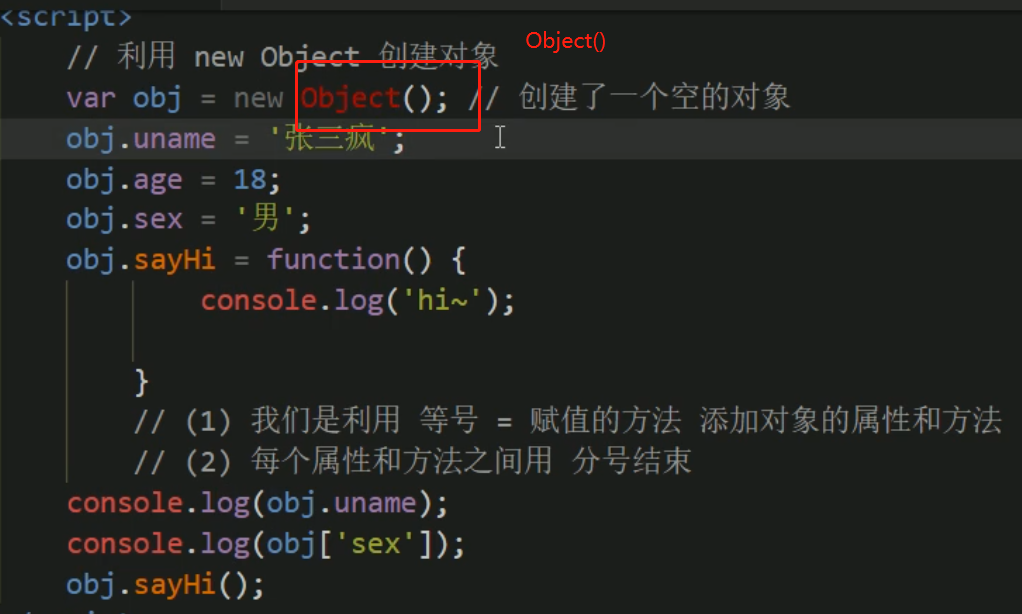 <script>
// 利用 new Object 创建对象
Object()
var obj = new Object(); // 创建了一个空的对象
obj.uname = '张三疯';
obj.age = 18;
obj.sex = '男';
obj.sayHi = function() {
console.log('hi~');
}
// (1) 我们是利用 等号 = 赋值的方法 添加对象的属性和方法
// (2) 每个属性和方法之间用 分号结束
console.log(obj.uname);
console.log(obj['sex']);
obj.sayHi();